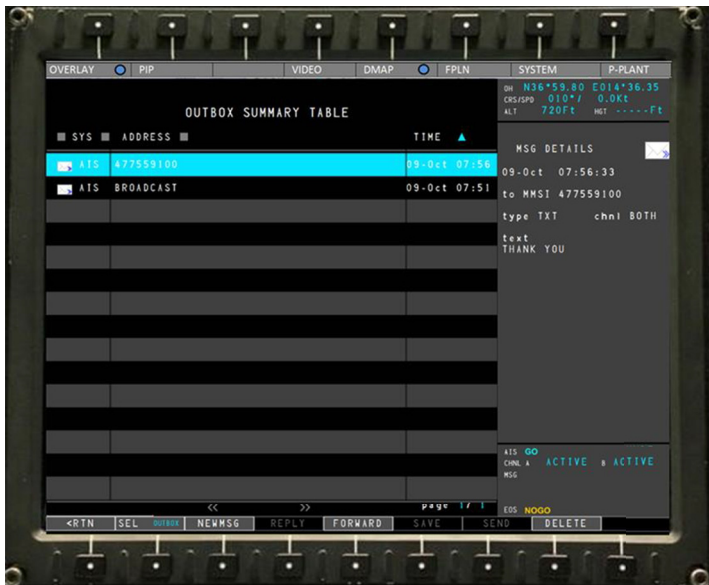 OVERLAY PIP VIDEO DMAP FPLN SYSTEM P-PLANT
OH N36°59.80 E014°36.35
CRS/SPD 010°/ 0.0Kt
ALT 720Ft HGT -----Ft
OUTBOX SUMMARY TABLE
SYS ADDRESS TIME
AIS 477559100 09-Oct 07:56
AIS BROADCAST 09-Oct 07:51
MSG DETAILS
09-Oct 07:56:33
to MMSI 477559100
type TXT chnl BOTH
text
THANK YOU
AIS GO
CHNL A ACTIVE B ACTIVE
MSG
<< >> page 1/ 1
EOS NOGO
<RTN SEL OUTBOX NEWMSG REPLY FORWARD SAVE SEND DELETE